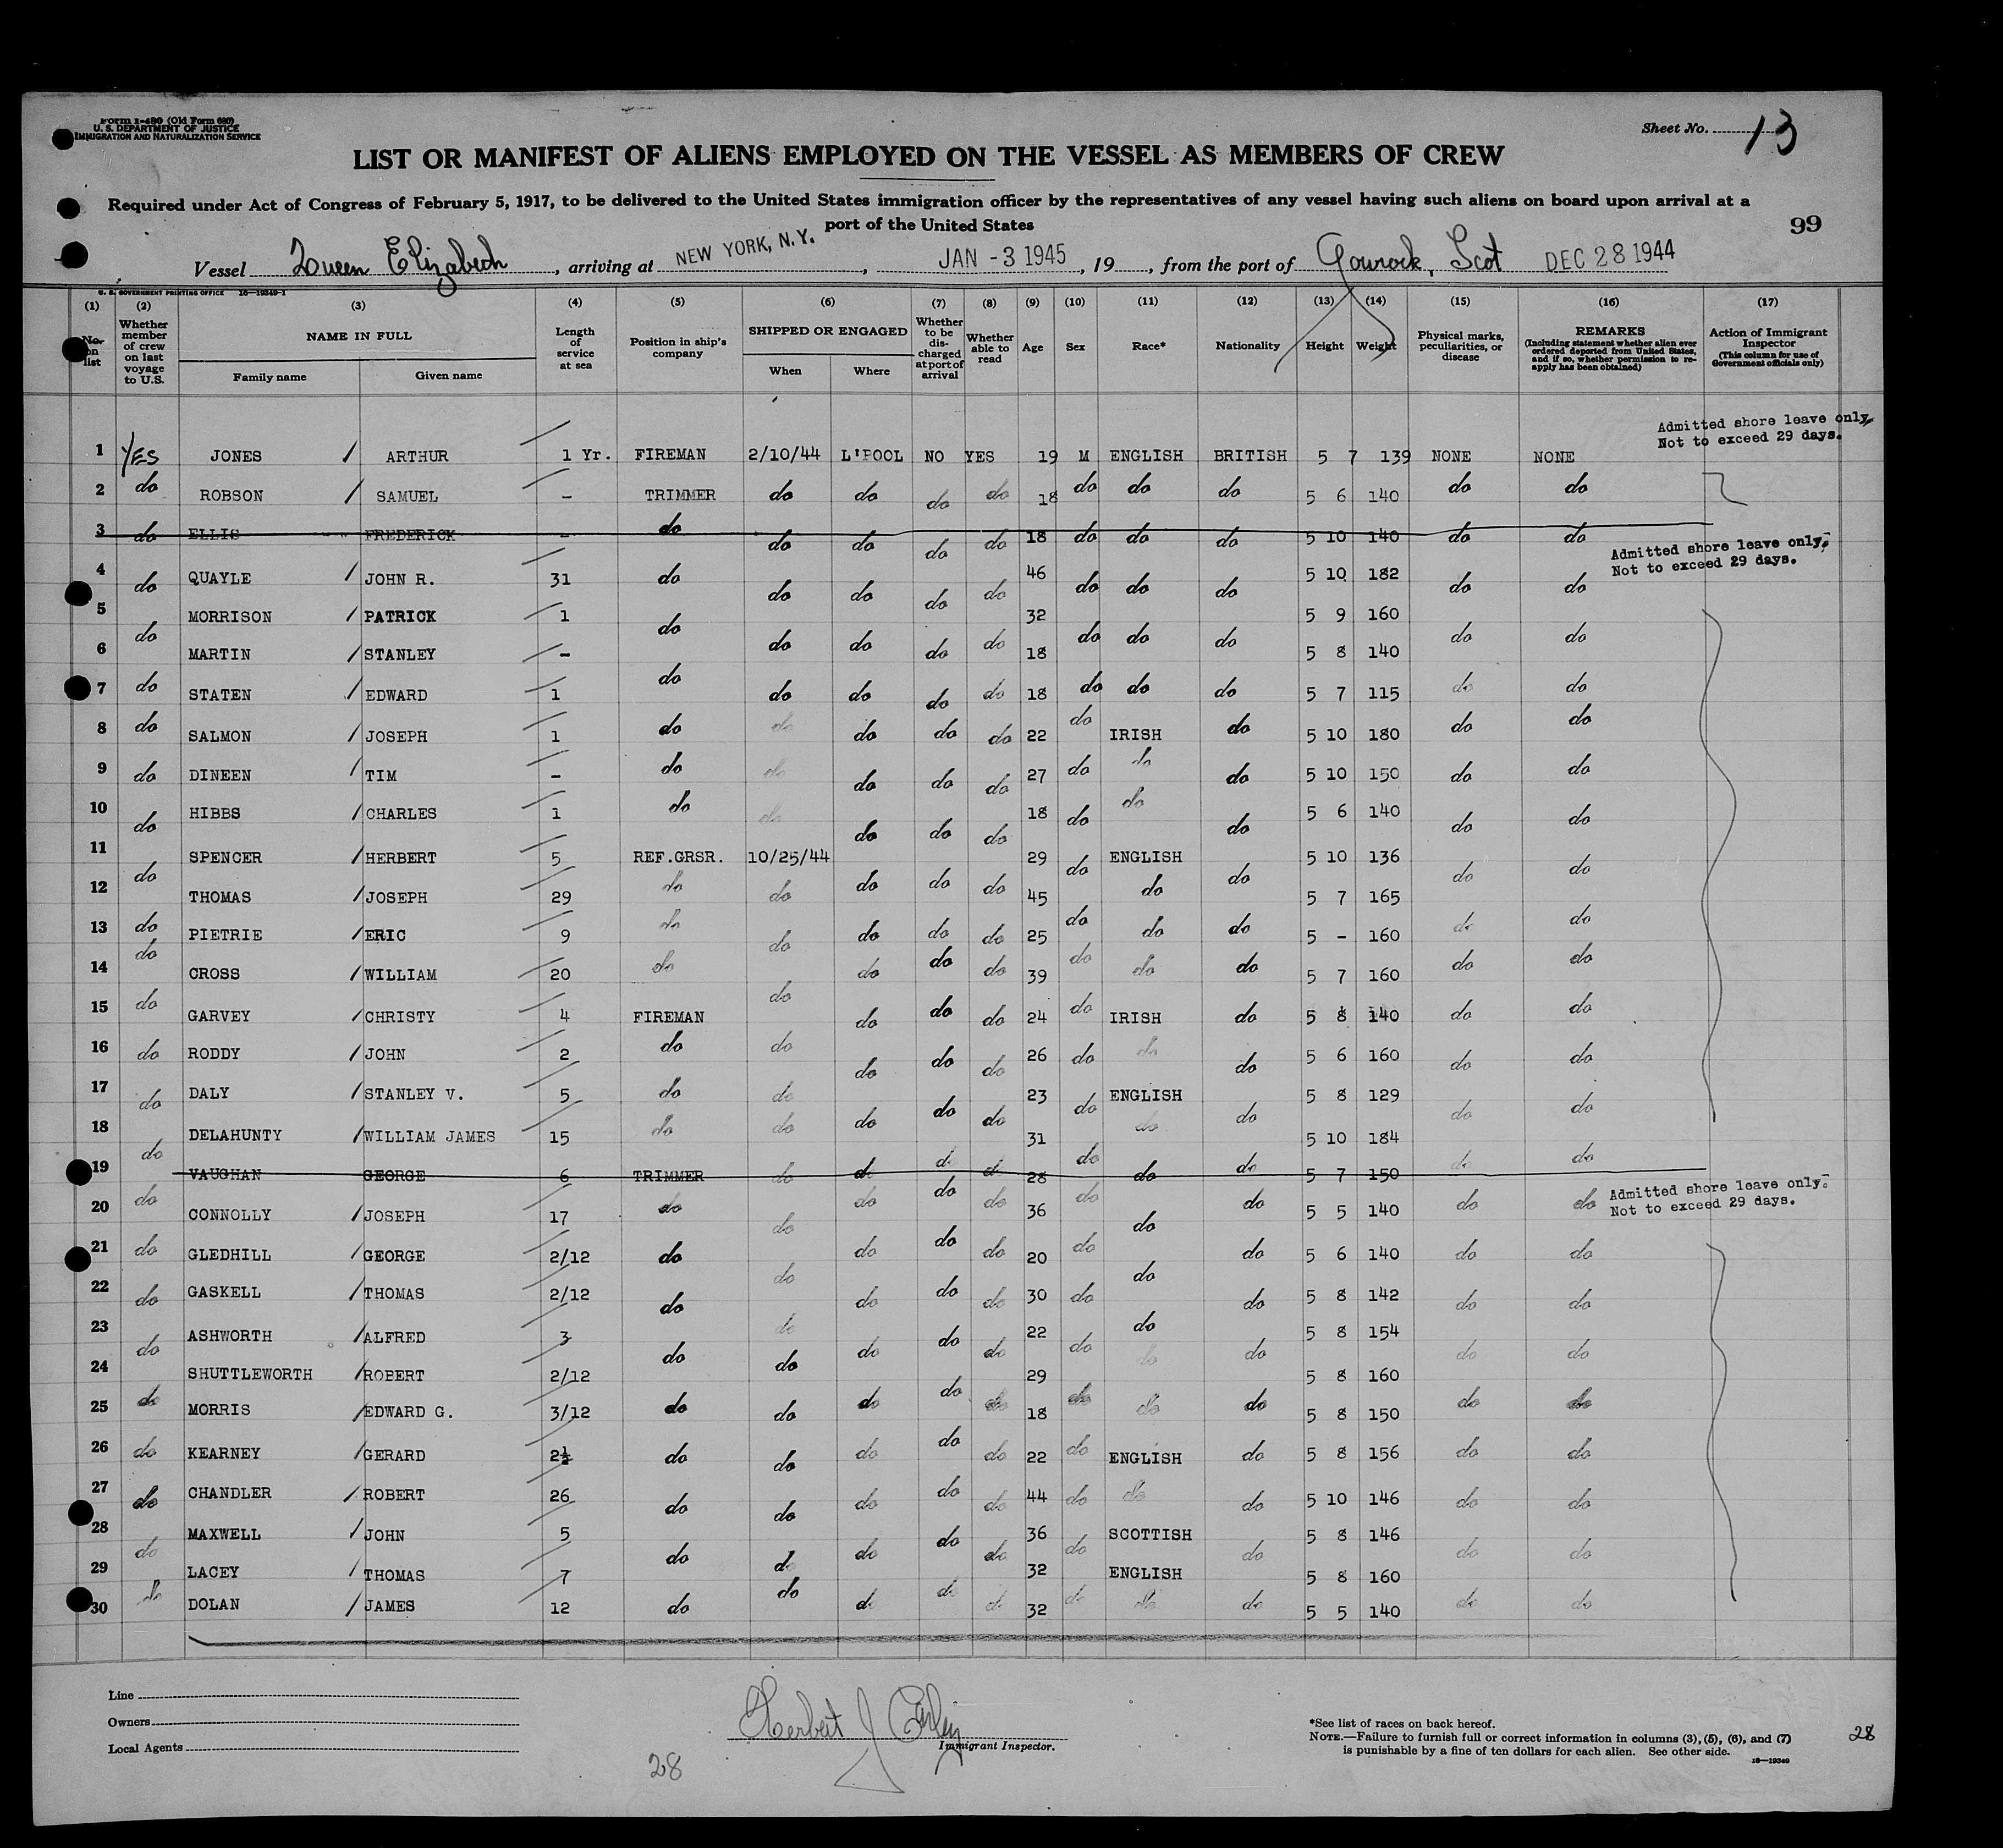 Form I-480 (Old Form 680)
U. S. DEPARTMENT OF JUSTICE
IMMIGRATION AND NATURALIZATION SERVICE
Sheet No. 13
LIST OR MANIFEST OF ALIENS EMPLOYED ON THE VESSEL AS MEMBERS OF CREW
Required under Act of Congress of February 5, 1917, to be delivered to the United States immigration officer by the representatives of any vessel having such aliens on board upon arrival at a
port of the United States
99
Vessel Queen Elizabeth, arriving at NEW YORK, N.Y., JAN -3 1945, 19, from the port of Gourock, Scot DEC 28 1944
U. S. GOVERNMENT PRINTING OFFICE 16-19349-1
(1) (2) (3) (4) (5) (6) (7) (8) (9) (10) (11) (12) (13) (14) (15) (16) (17)
No. on list
Whether member of crew on last voyage to U.S.
NAME IN FULL
Family name
Given name
Length of service at sea
Position in ship's company
SHIPPED OR ENGAGED
When
Where
Whether to be discharged at port of arrival
Whether able to read
Age
Sex
Race*
Nationality
Height
Weight
Physical marks, peculiarities, or disease
REMARKS
(Including statement whether alien ever ordered deported from United States, and if so, whether permission to re-apply has been obtained)
Action of Immigrant Inspector
(This column for use of Government officials only)
Admitted shore leave only,
Not to exceed 29 days.
1 YES JONES / ARTHUR 1 Yr. FIREMAN 2/10/44 L'POOL NO YES 19 M ENGLISH BRITISH 5 7 139 NONE NONE
2 do ROBSON / SAMUEL - TRIMMER do do do do 18 do do do 5 6 140 do do
3 do ELLIS FREDERICK - do do do do do 18 do do do 5 10 140 do do
Admitted shore leave only.
Not to exceed 29 days.
4 do QUAYLE / JOHN R. 31 do do do do do 46 do do do 5 10 182 do do
5 do MORRISON / PATRICK 1 do do do do do 32 do do do 5 9 160 do do
6 do MARTIN / STANLEY - do do do do do 18 do do do 5 8 140 do do
7 do STATEN / EDWARD 1 do do do do do 18 do do do 5 7 115 do do
8 do SALMON / JOSEPH 1 do do do do do 22 do IRISH do 5 10 180 do do
9 do DINEEN / TIM - do do do do do 27 do do do 5 10 150 do do
10 do HIBBS / CHARLES 1 do do do do do 18 do do do 5 6 140 do do
11 do SPENCER / HERBERT 5 REF.GRSR. 10/25/44 do do do 29 do ENGLISH do 5 10 136 do do
12 do THOMAS / JOSEPH 29 do do do do do 45 do do do 5 7 165 do do
13 do PIETRIE / ERIC 9 do do do do do 25 do do do 5 - 160 do do
14 do CROSS / WILLIAM 20 do do do do do 39 do do do 5 7 160 do do
15 do GARVEY / CHRISTY 4 FIREMAN do do do do 24 do IRISH do 5 8 140 do do
16 do RODDY / JOHN 2 do do do do do 26 do do do 5 6 160 do do
17 do DALY / STANLEY V. 5 do do do do do 23 do ENGLISH do 5 8 129 do do
18 do DELAHUNTY / WILLIAM JAMES 15 do do do do do 31 do do do 5 10 184 do do
19 VAUGHAN GEORGE 6 TRIMMER do do do do 28 do do do 5 7 150 do do
Admitted shore leave only.
Not to exceed 29 days.
20 do CONNOLLY / JOSEPH 17 do do do do do 36 do do do 5 5 140 do do
21 do GLEDHILL / GEORGE 2/12 do do do do do 20 do do do 5 6 140 do do
22 do GASKELL / THOMAS 2/12 do do do do do 30 do do do 5 8 142 do do
23 do ASHWORTH / ALFRED 3 do do do do do 22 do do do 5 8 154 do do
24 SHUTTLEWORTH / ROBERT 2/12 29 5 8 160
25 do MORRIS / EDWARD G. 3/12 do do do do do 18 do do do 5 8 150 do do
26 do KEARNEY / GERARD 2½ do do do do do 22 do ENGLISH do 5 8 156 do do
27 do CHANDLER / ROBERT 26 do do do do do 44 do do do 5 10 146 do do
28 do MAXWELL / JOHN 5 do do do do do 36 do SCOTTISH do 5 8 146 do do
29 LACEY / THOMAS 7 32 ENGLISH 5 8 160
30 do DOLAN / JAMES 12 do do do do do 32 do do do 5 5 140 do do
Line
Owners
Local Agents
Herbert J
Immigrant Inspector.
28
*See list of races on back hereof.
NOTE.—Failure to furnish full or correct information in columns (3), (5), (6), and (7)
is punishable by a fine of ten dollars for each alien. See other side.
16-19349
28